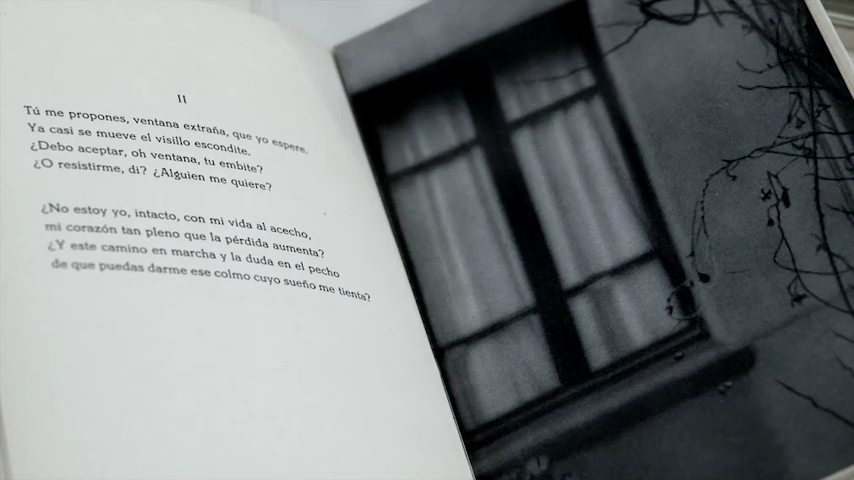 II
Tú me propones, ventana extraña, que yo espere.
Ya casi se mueve el visillo escondite.
¿Debo aceptar, oh ventana, tu embite?
¿O resistirme, di? ¿Alguien me quiere?
¿No estoy yo, intacto, con mi vida al acecho,
mi corazón tan pleno que la pérdida aumenta?
¿Y este camino en marcha y la duda en el pecho
de que puedas darme ese colmo cuyo sueño me tienta?